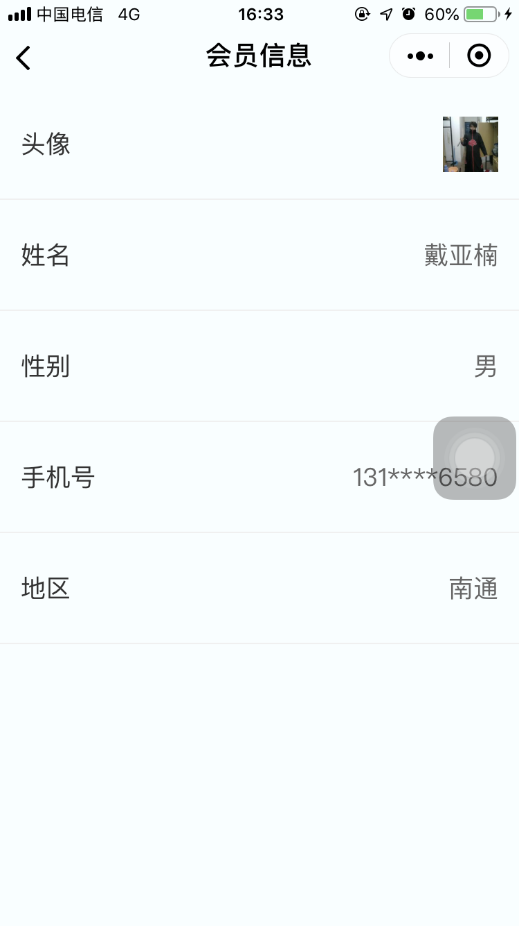 中国电信 4G 16:33 60%
会员信息
头像
姓名 戴亚楠
性别 男
手机号 131****6580
地区 南通